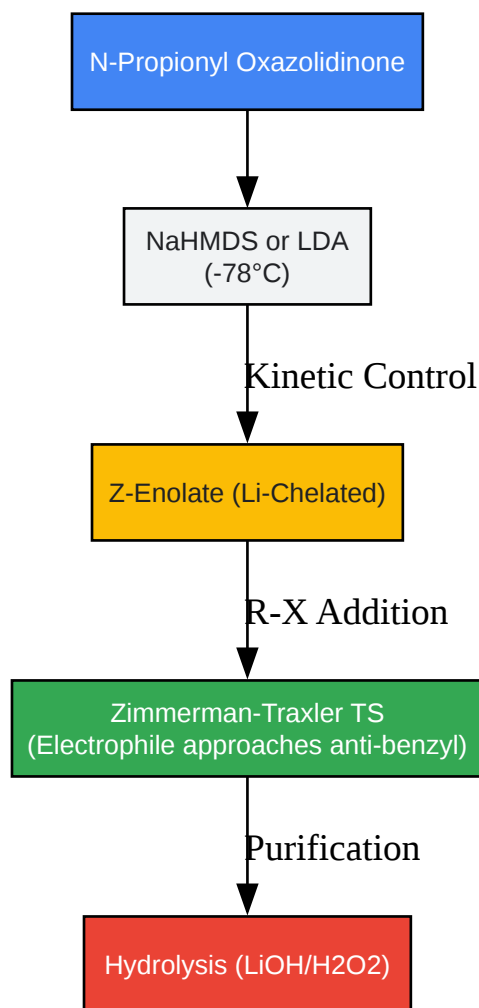 N-Propionyl Oxazolidinone
NaHMDS or LDA
(-78°C)
Kinetic Control
Z-Enolate (Li-Chelated)
R-X Addition
Zimmerman-Traxler TS
(Electrophile approaches anti-benzyl)
Purification
Hydrolysis (LiOH/H2O2)